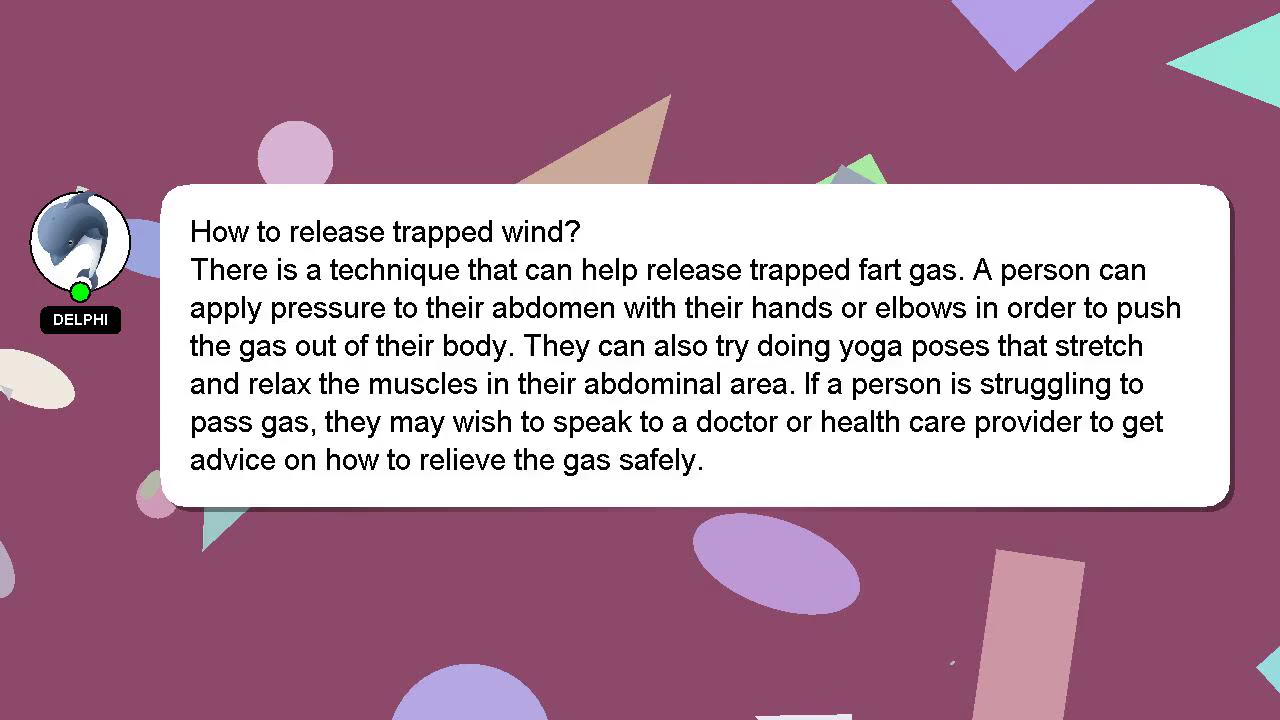 How to release trapped wind?
There is a technique that can help release trapped fart gas. A person can
apply pressure to their abdomen with their hands or elbows in order to push
the gas out of their body. They can also try doing yoga poses that stretch
and relax the muscles in their abdominal area. If a person is struggling to
pass gas, they may wish to speak to a doctor or health care provider to get
advice on how to relieve the gas safely.
DELPHI